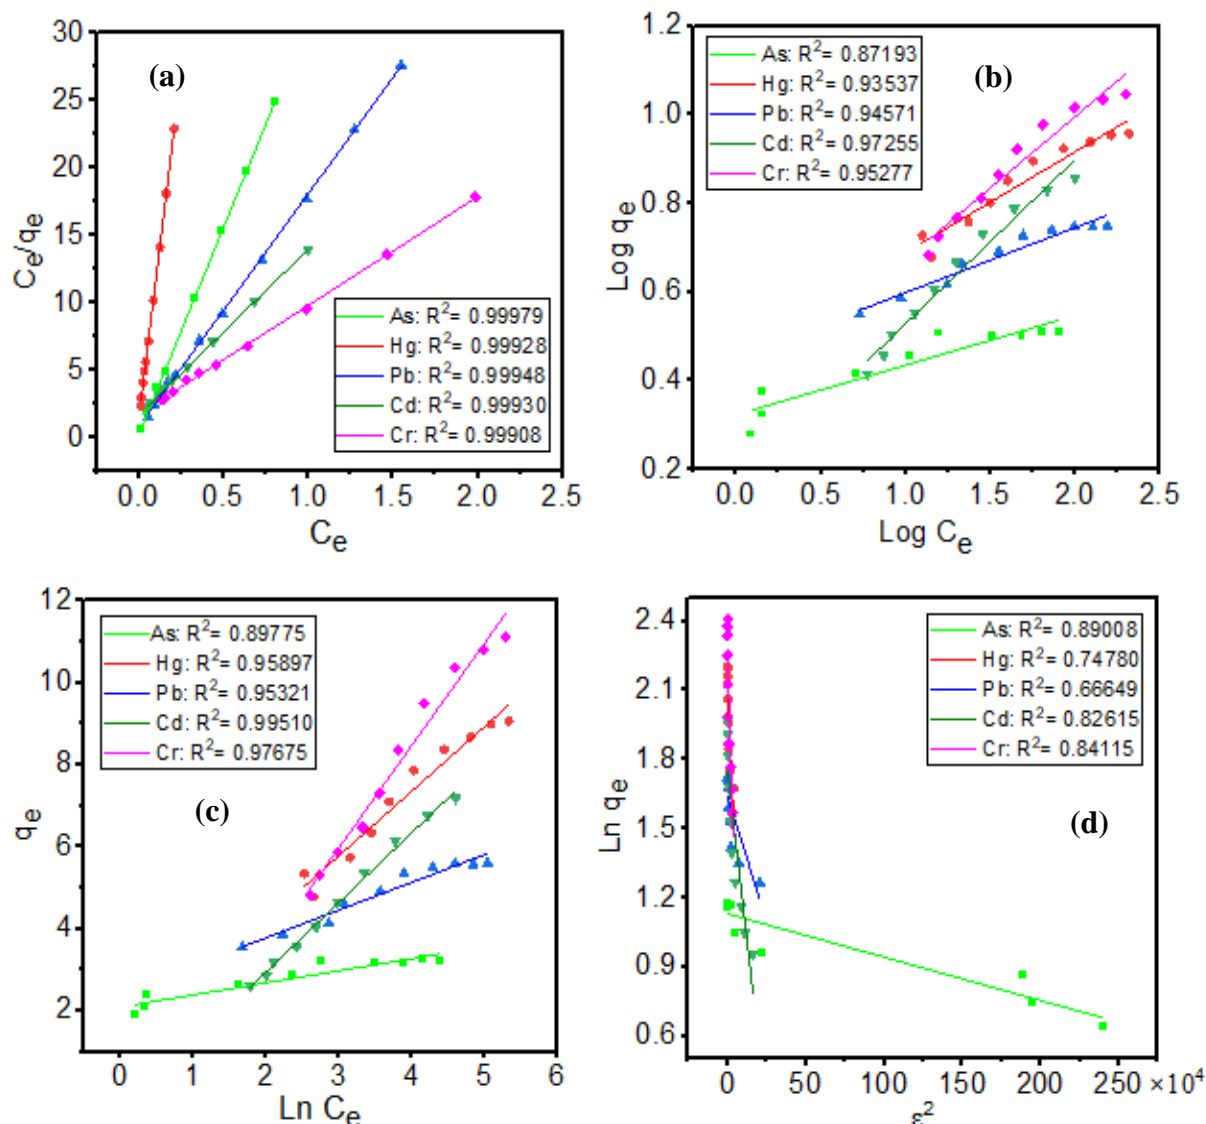 (a)
30
25
20
15
10
5
0
Ce/qe
As: R²= 0.99979
Hg: R²= 0.99928
Pb: R²= 0.99948
Cd: R²= 0.99930
Cr: R²= 0.99908
0.0 0.5 1.0 1.5 2.0 2.5
Ce
(b)
1.2
1.0
0.8
0.6
0.4
0.2
Log qe
As: R²= 0.87193
Hg: R²= 0.93537
Pb: R²= 0.94571
Cd: R²= 0.97255
Cr: R²= 0.95277
0.0 0.5 1.0 1.5 2.0 2.5
Log Ce
(c)
12
10
8
6
4
2
qe
As: R²= 0.89775
Hg: R²= 0.95897
Pb: R²= 0.95321
Cd: R²= 0.99510
Cr: R²= 0.97675
0 1 2 3 4 5 6
Ln Ce
(d)
2.4
2.1
1.8
1.5
1.2
0.9
0.6
Ln qe
As: R²= 0.89008
Hg: R²= 0.74780
Pb: R²= 0.66649
Cd: R²= 0.82615
Cr: R²= 0.84115
0 50 100 150 200 250 ×10⁴
ε²